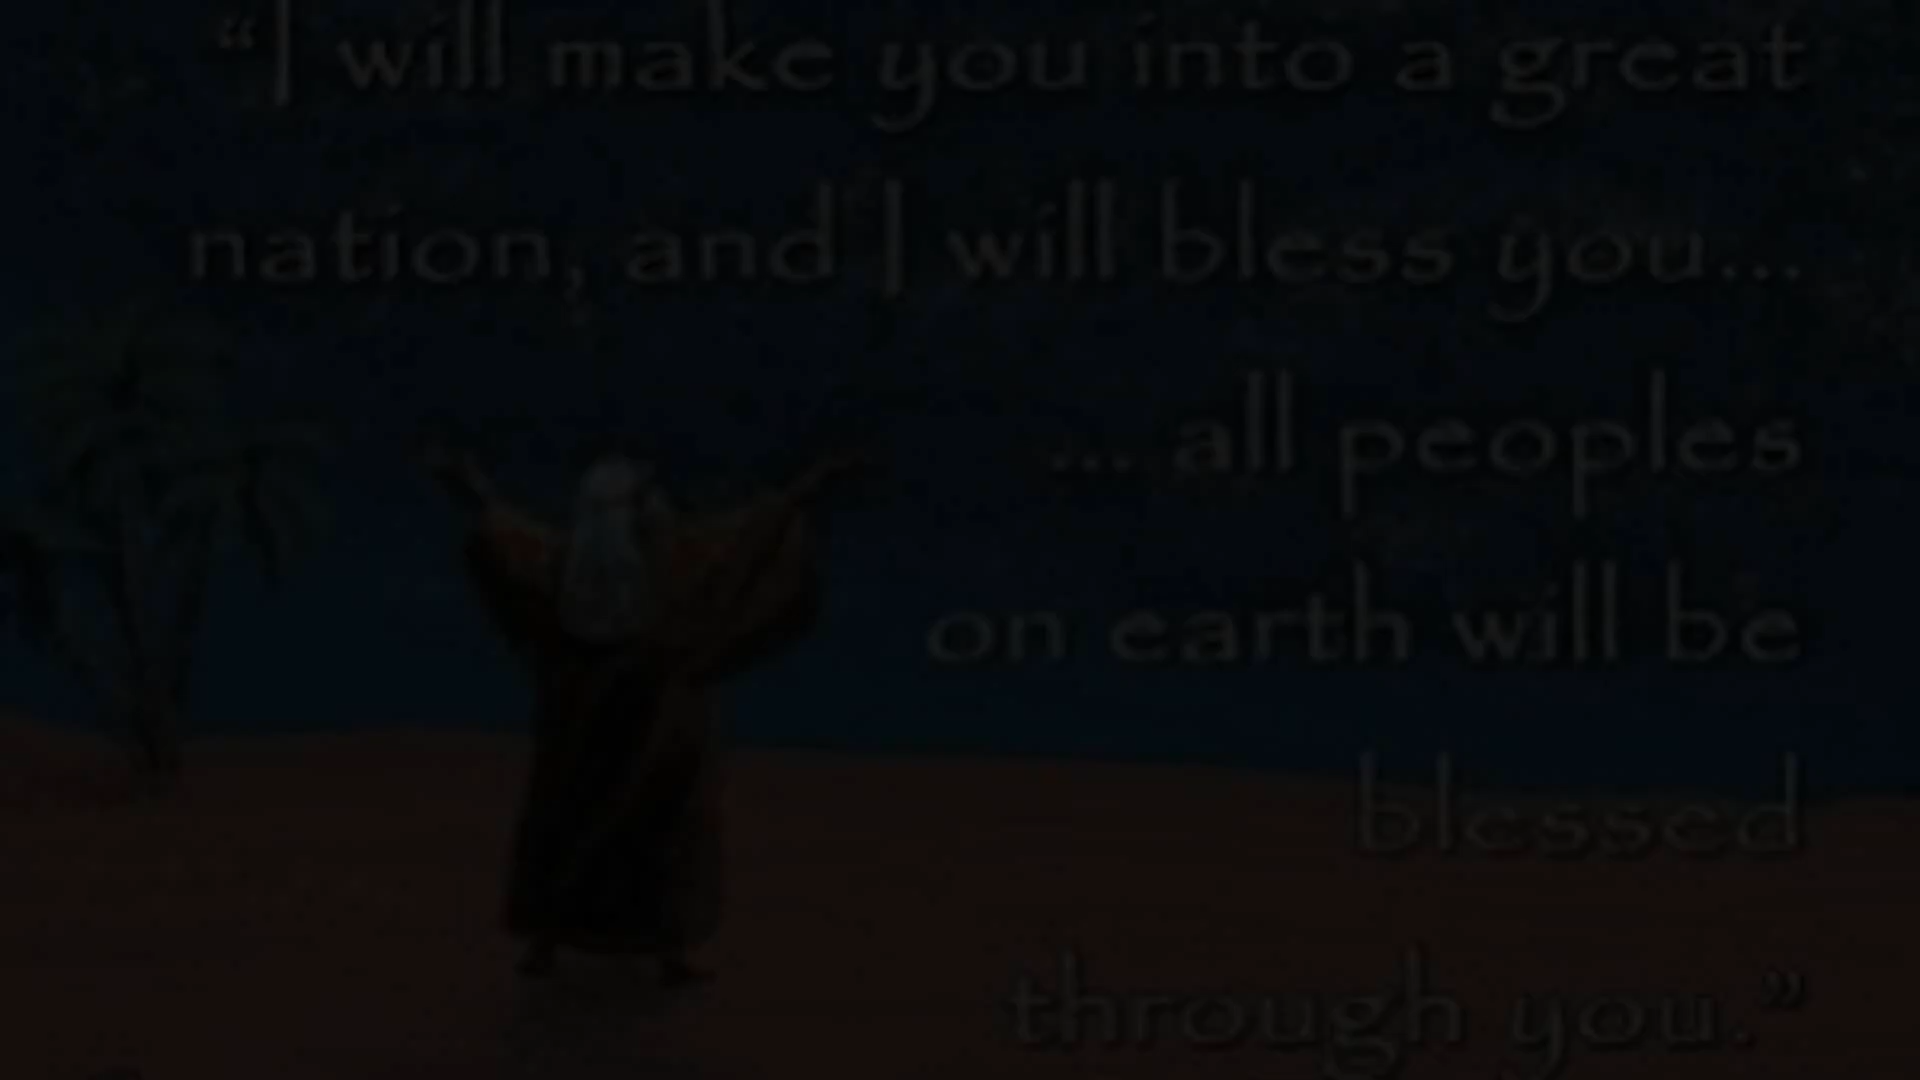 “I will make you into a great
nation, and I will bless you...
... all peoples
on earth will be
blessed
through you.”